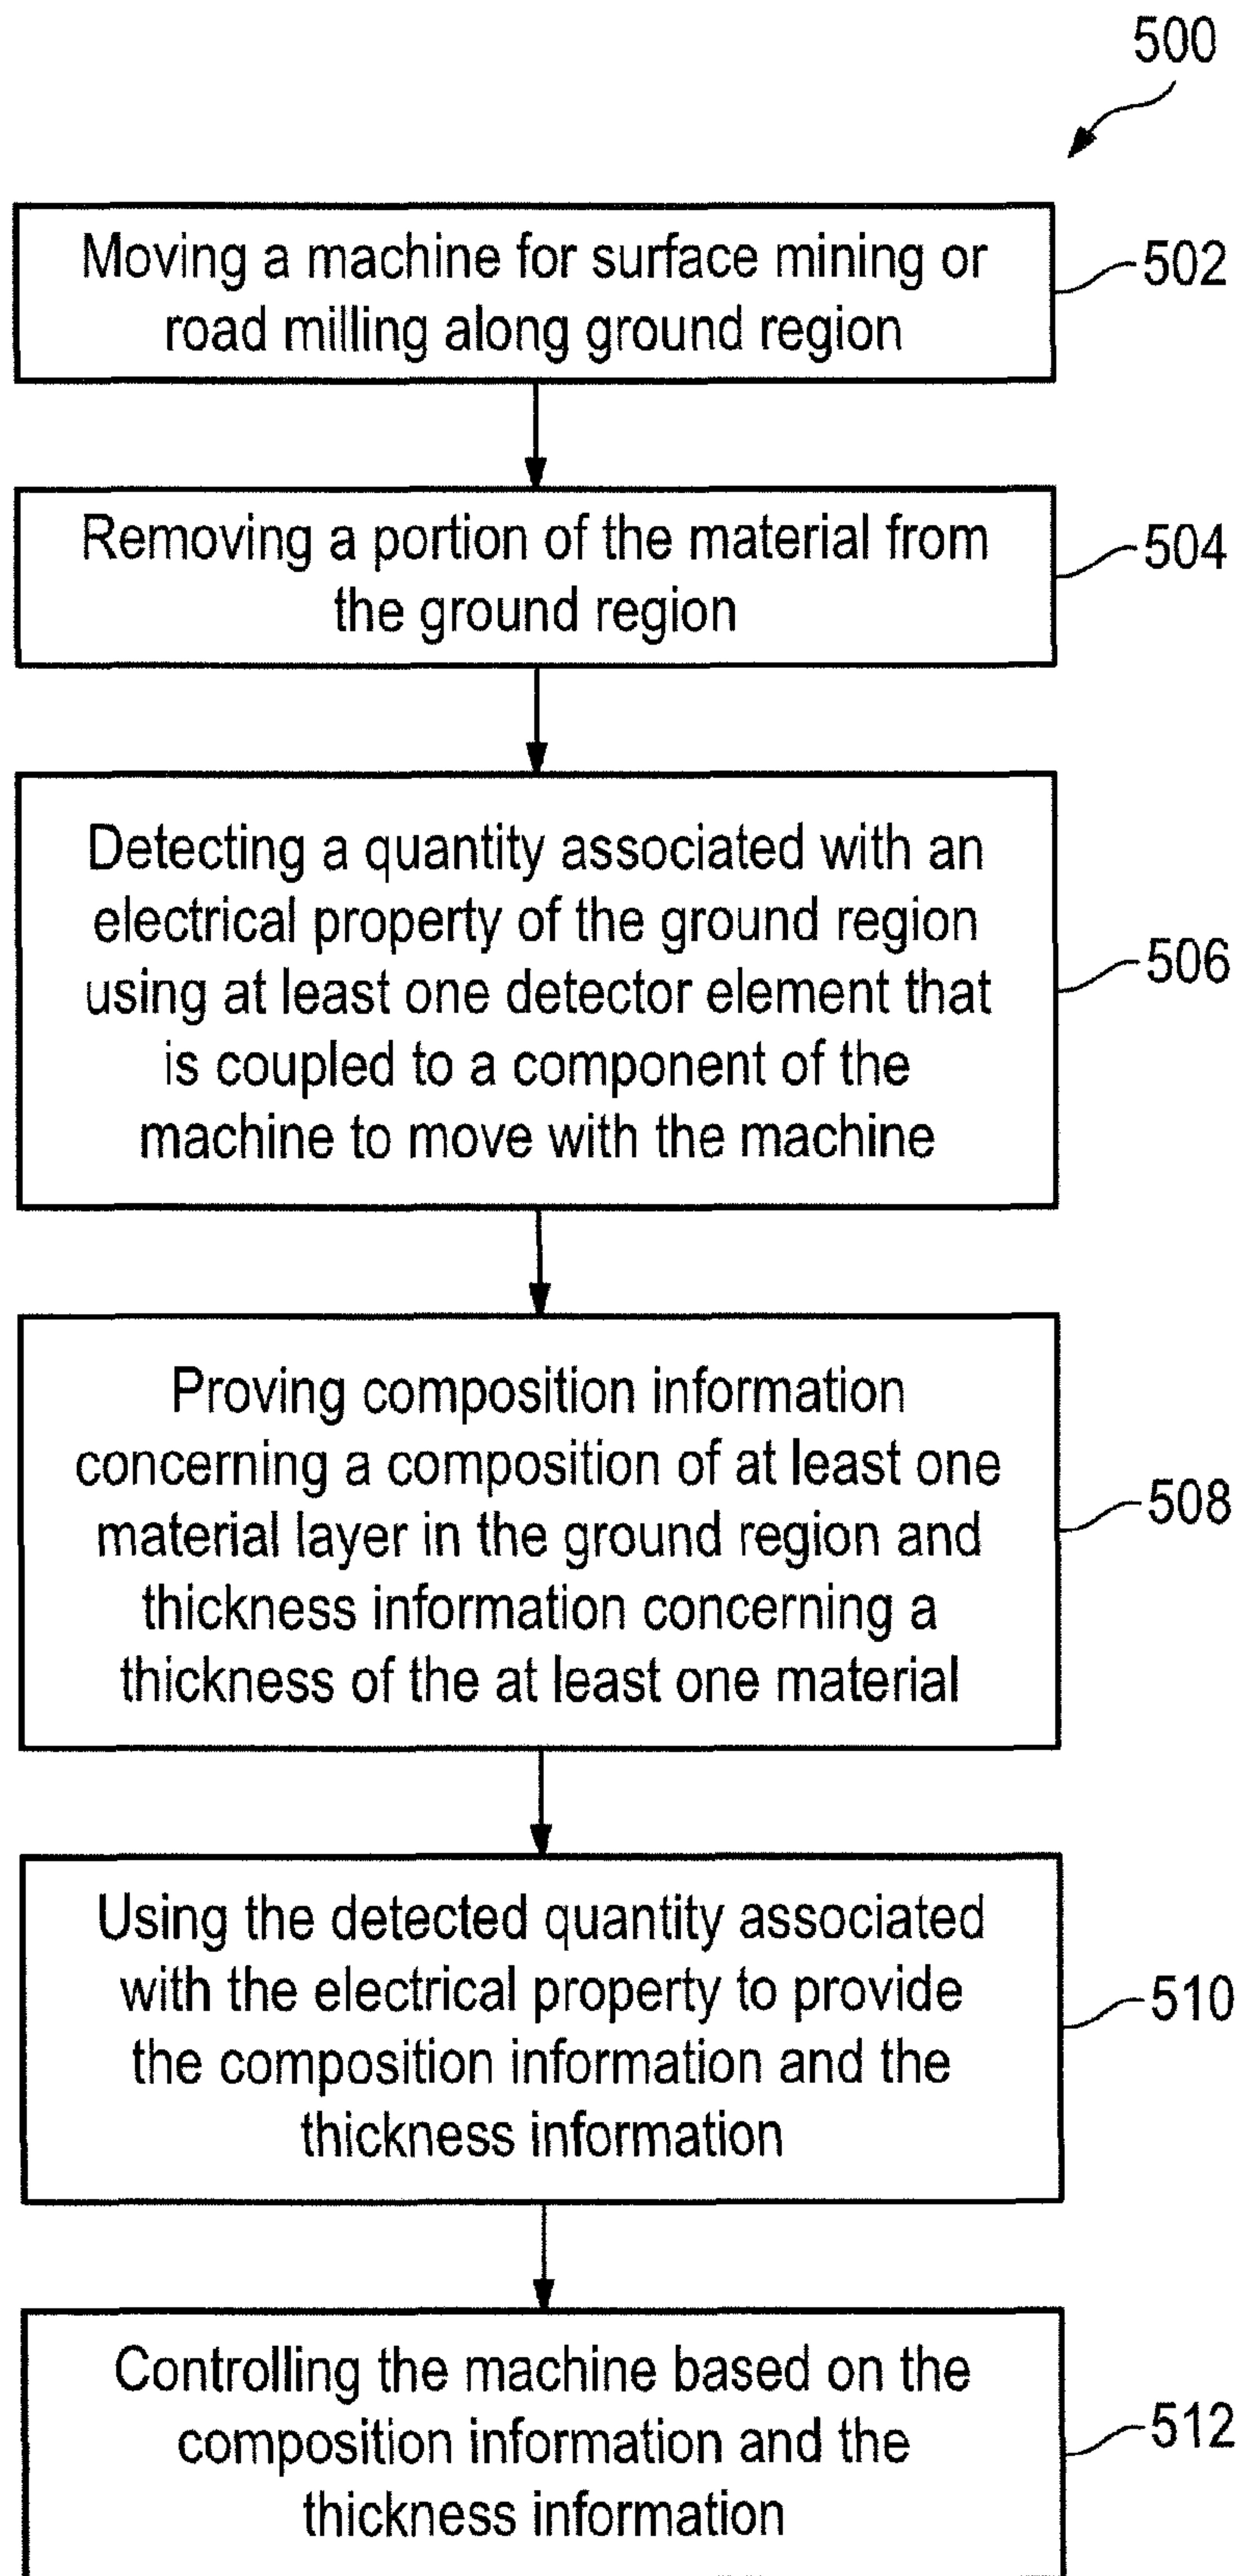 500
Moving a machine for surface mining or
road milling along ground region
502
Removing a portion of the material from
the ground region
504
Detecting a quantity associated with an
electrical property of the ground region
using at least one detector element that
is coupled to a component of the
machine to move with the machine
506
Proving composition information
concerning a composition of at least one
material layer in the ground region and
thickness information concerning a
thickness of the at least one material
508
Using the detected quantity associated
with the electrical property to provide
the composition information and the
thickness information
510
Controlling the machine based on the
composition information and the
thickness information
512